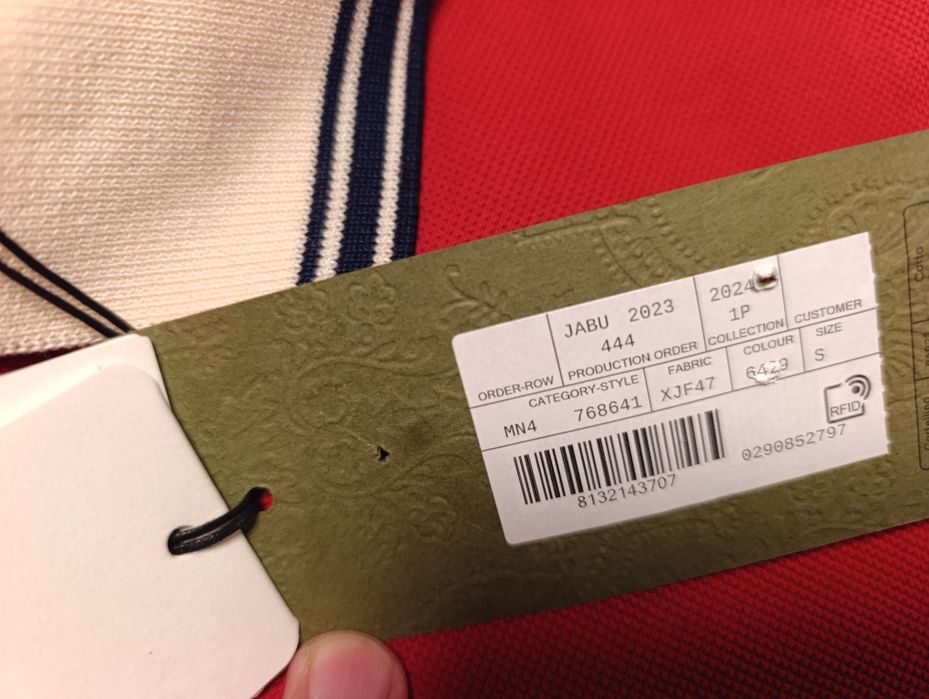 JABU 2023
444
2024
1P
ORDER-ROW
PRODUCTION ORDER
COLLECTION
CUSTOMER
CATEGORY-STYLE
FABRIC
COLOUR
SIZE
MN4 768641
XJF47
6429
S
RFID
8132143707
0290852797
Carta